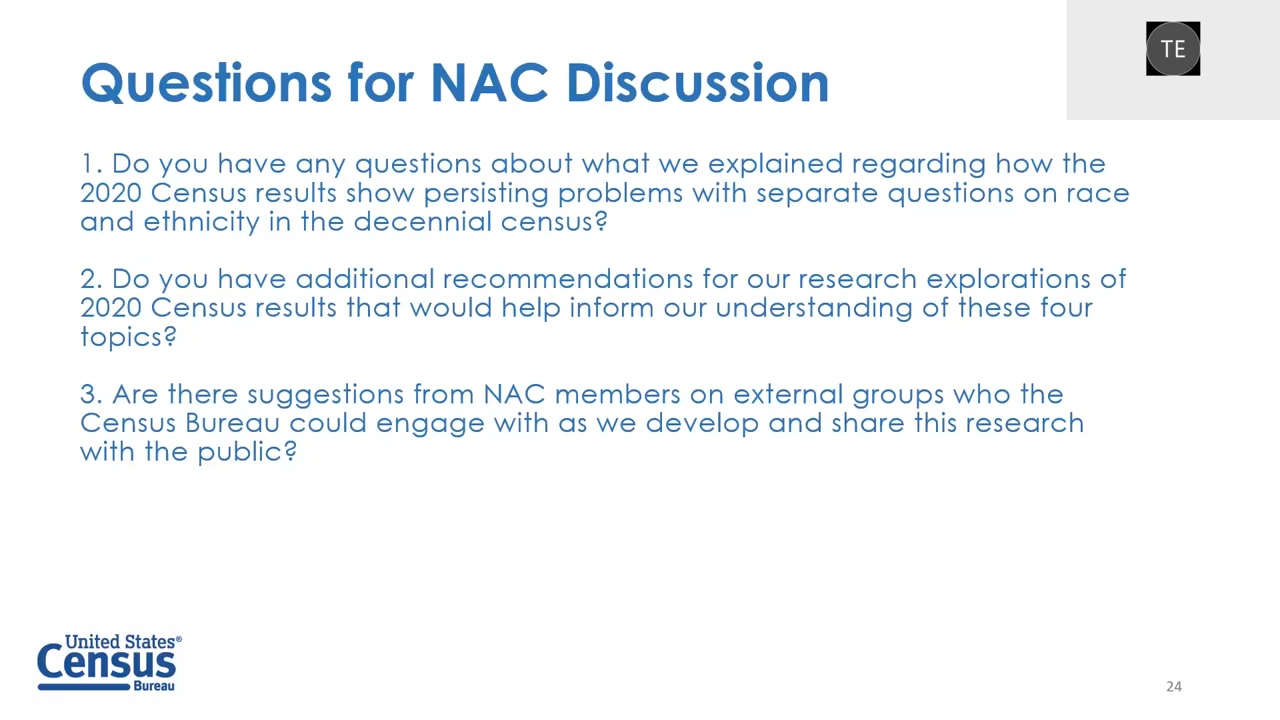 TE
Questions for NAC Discussion
1. Do you have any questions about what we explained regarding how the
2020 Census results show persisting problems with separate questions on race
and ethnicity in the decennial census?
2. Do you have additional recommendations for our research explorations of
2020 Census results that would help inform our understanding of these four
topics?
3. Are there suggestions from NAC members on external groups who the
Census Bureau could engage with as we develop and share this research
with the public?
United States®
Census
Bureau
24